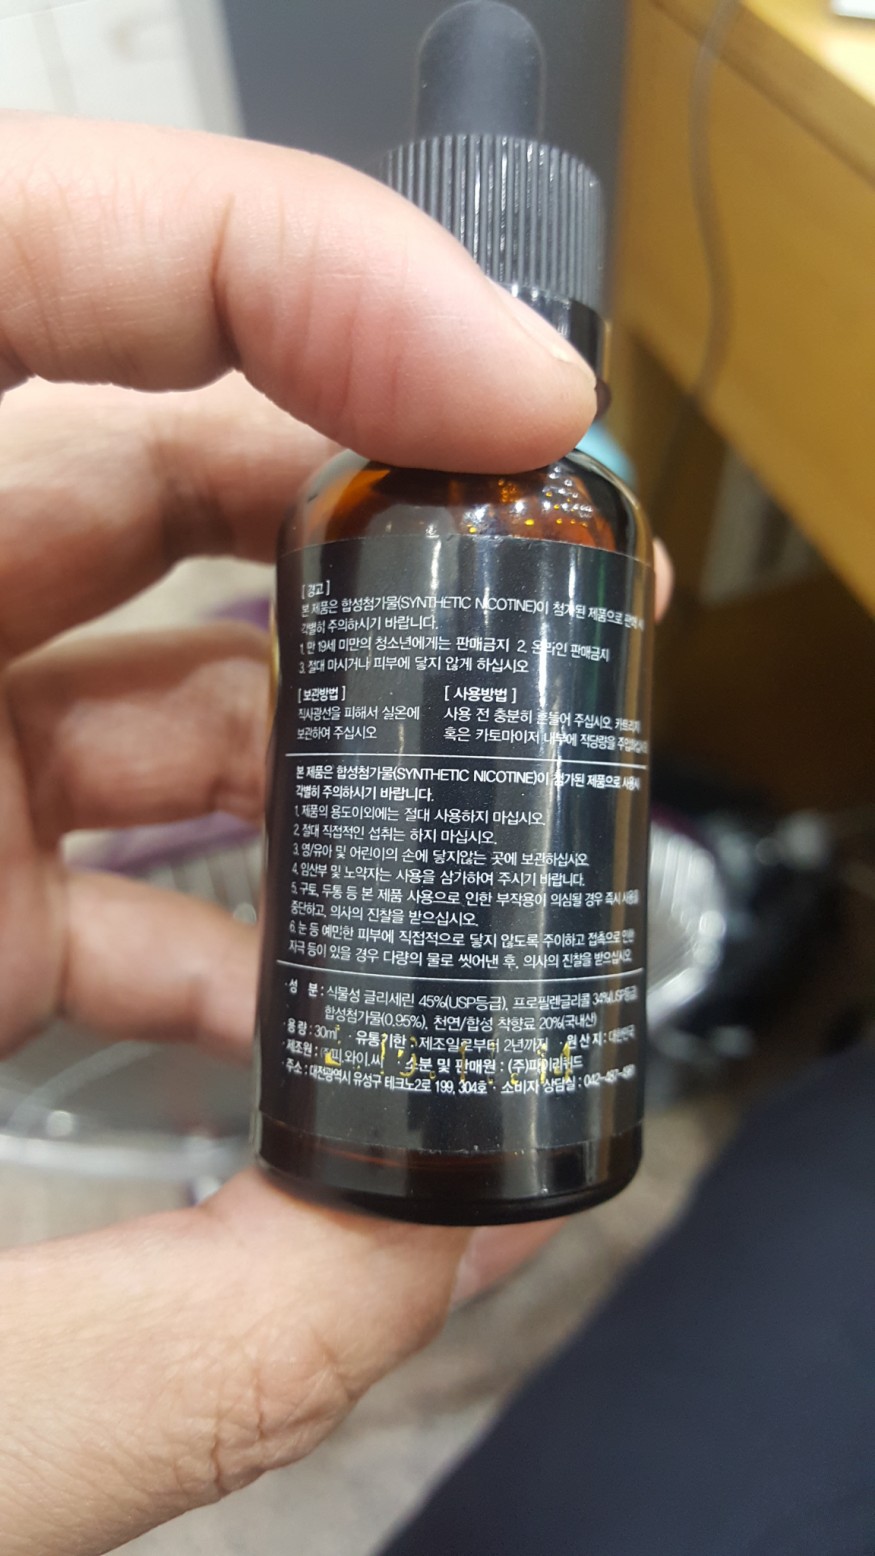 [ 경고 ]
본 제품은 합성첨가물(SYNTHETIC NICOTINE)이 첨가된 제품으로
각별히 주의하시기 바랍니다.
1. 만 19세 미만의 청소년에게는 판매금지 2. 온라인 판매금지
3. 절대 마시거나 피부에 닿지 않게 하십시오
[ 보관방법 ]
직사광선을 피해서 실온에
보관하여 주십시오
[ 사용방법 ]
사용 전 충분히 흔들어 주십시오. 카트리지
혹은 카토마이저 내부에 적당량을
본 제품은 합성첨가물(SYNTHETIC NICOTINE)이 첨가된 제품으로 사용시
각별히 주의하시기 바랍니다.
1. 제품의 용도이외에는 절대 사용하지 마십시오.
2. 절대 직접적인 섭취는 하지 마십시오.
3. 영/유아 및 어린이의 손에 닿지않는 곳에 보관하십시오
4. 임산부 및 노약자는 사용을 삼가하여 주시기 바랍니다.
5. 구토, 두통 등 본 제품 사용으로 인한 부작용이 의심될 경우 즉시 사용을
중단하고, 의사의 진찰을 받으십시오.
6. 눈 등 예민한 피부에 직접적으로 닿지 않도록 주이하고 접촉으로 인한
자극 등이 있을 경우 다량의 물로 씻어낸 후, 의사의 진찰을 받으십시오.
· 성 분 : 식물성 글리세린 45%(USP등급), 프로필렌글리콜 34%(USP등급)
합성첨가물(0.95%), 천연/합성 착향료 20%(국내산)
· 용량 : 30ml · 유통기한 : 제조일로부터 2년까지 · 원산지 : 대한민국
· 제조원 : 소분 및 판매원 :
· 주소 : 대전광역시 유성구 테크노2로 199, 304호 · 소비자 상담실 :